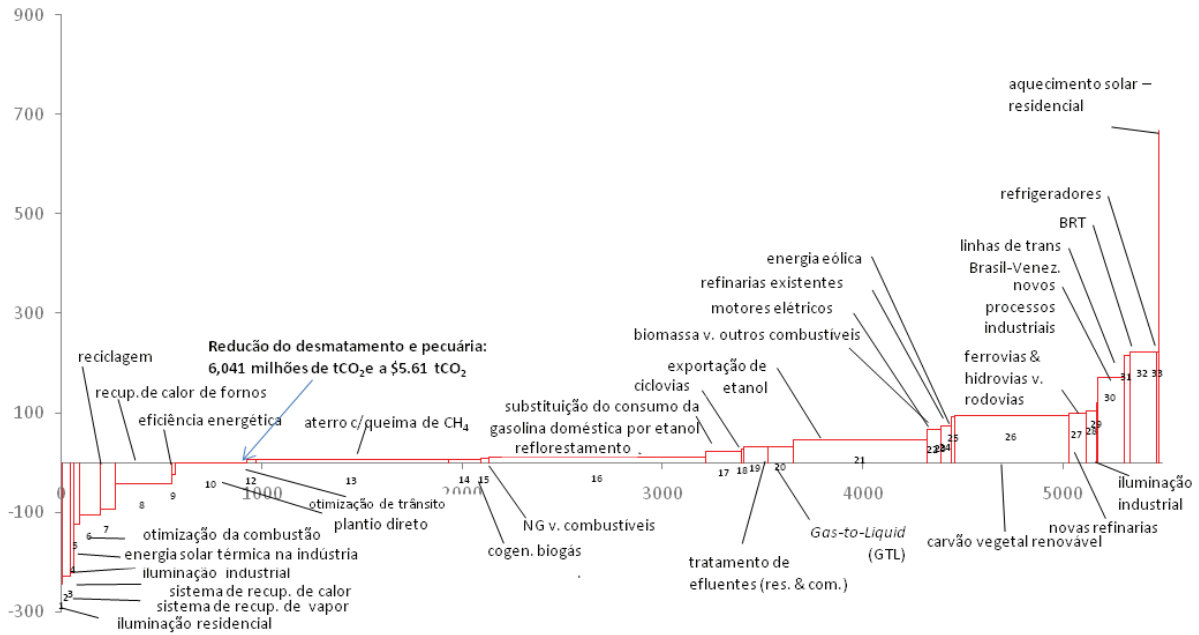 900
700
500
300
100
-100
-300
0
1000
2000
3000
4000
5000
aquecimento solar –
residencial
refrigeradores
BRT
linhas de trans
Brasil-Venez.
novos
processos
industriais
energia eólica
refinarias existentes
motores elétricos
biomassa v. outros combustíveis
ferrovias &
hidrovias v.
rodovias
exportação de
etanol
ciclovias
substituição do consumo da
gasolina doméstica por etanol
reflorestamento
Redução do desmatamento e pecuária:
6,041 milhões de tCO2e a $5.61 tCO2
reciclagem
recup.de calor de fornos
eficiência energética
aterro c/queima de CH4
1
2
3
4
5
6
7
8
9
10
12
13
14
15
16
17
18
19
20
21
22
24
25
26
27
28
29
30
31
32
33
otimização de trânsito
plantio direto
otimização da combustão
energia solar térmica na indústria
iluminação industrial
sistema de recup. de calor
sistema de recup. de vapor
iluminação residencial
NG v. combustíveis
cogen. biogás
tratamento de
efluentes (res. & com.)
Gas-to-Liquid
(GTL)
carvão vegetal renovável
novas refinarias
iluminação
industrial